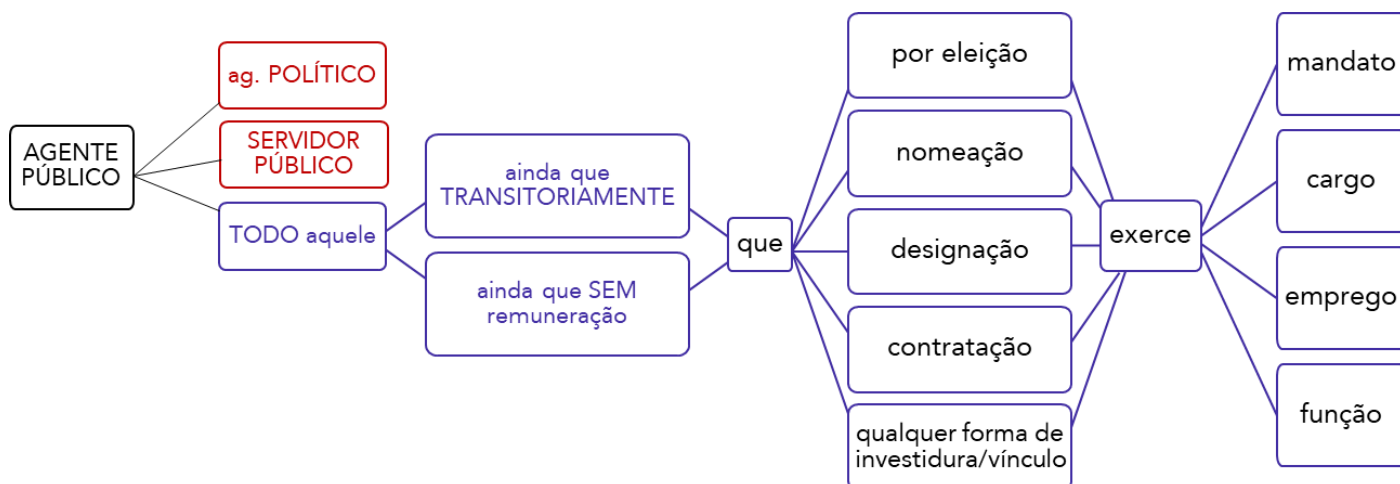 AGENTE
PÚBLICO
ag. POLÍTICO
SERVIDOR
PÚBLICO
TODO aquele
ainda que
TRANSITORIAMENTE
ainda que SEM
remuneração
que
por eleição
nomeação
designação
contratação
qualquer forma de
investidura/vínculo
exerce
mandato
cargo
emprego
função